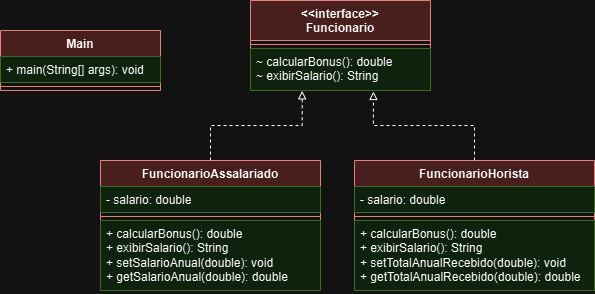 <<interface>>
Funcionario
~ calcularBonus(): double
~ exibirSalario(): String
Main
+ main(String[] args): void
FuncionarioAssalariado
- salario: double
+ calcularBonus(): double
+ exibirSalario(): String
+ setSalarioAnual(double): void
+ getSalarioAnual(double): double
FuncionarioHorista
- salario: double
+ calcularBonus(): double
+ exibirSalario(): String
+ setTotalAnualRecebido(double): void
+ getTotalAnualRecebido(double): double